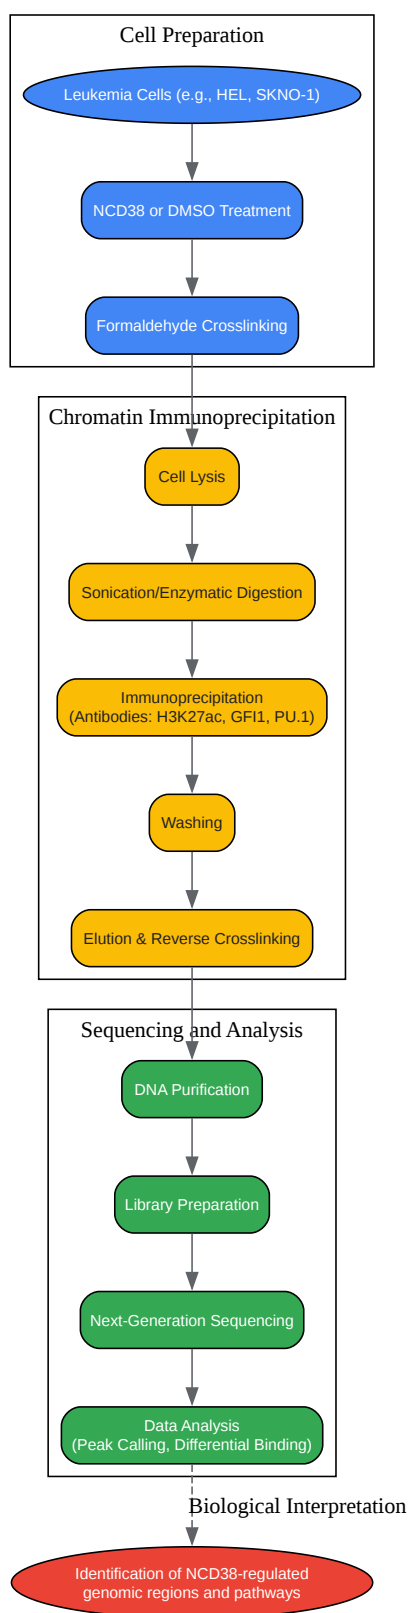 Cell Preparation
Leukemia Cells (e.g., HEL, SKNO-1)
NCD38 or DMSO Treatment
Formaldehyde Crosslinking
Chromatin Immunoprecipitation
Cell Lysis
Sonication/Enzymatic Digestion
Immunoprecipitation
(Antibodies: H3K27ac, GFI1, PU.1)
Washing
Elution & Reverse Crosslinking
Sequencing and Analysis
DNA Purification
Library Preparation
Next-Generation Sequencing
Data Analysis
(Peak Calling, Differential Binding)
Biological Interpretation
Identification of NCD38-regulated
genomic regions and pathways